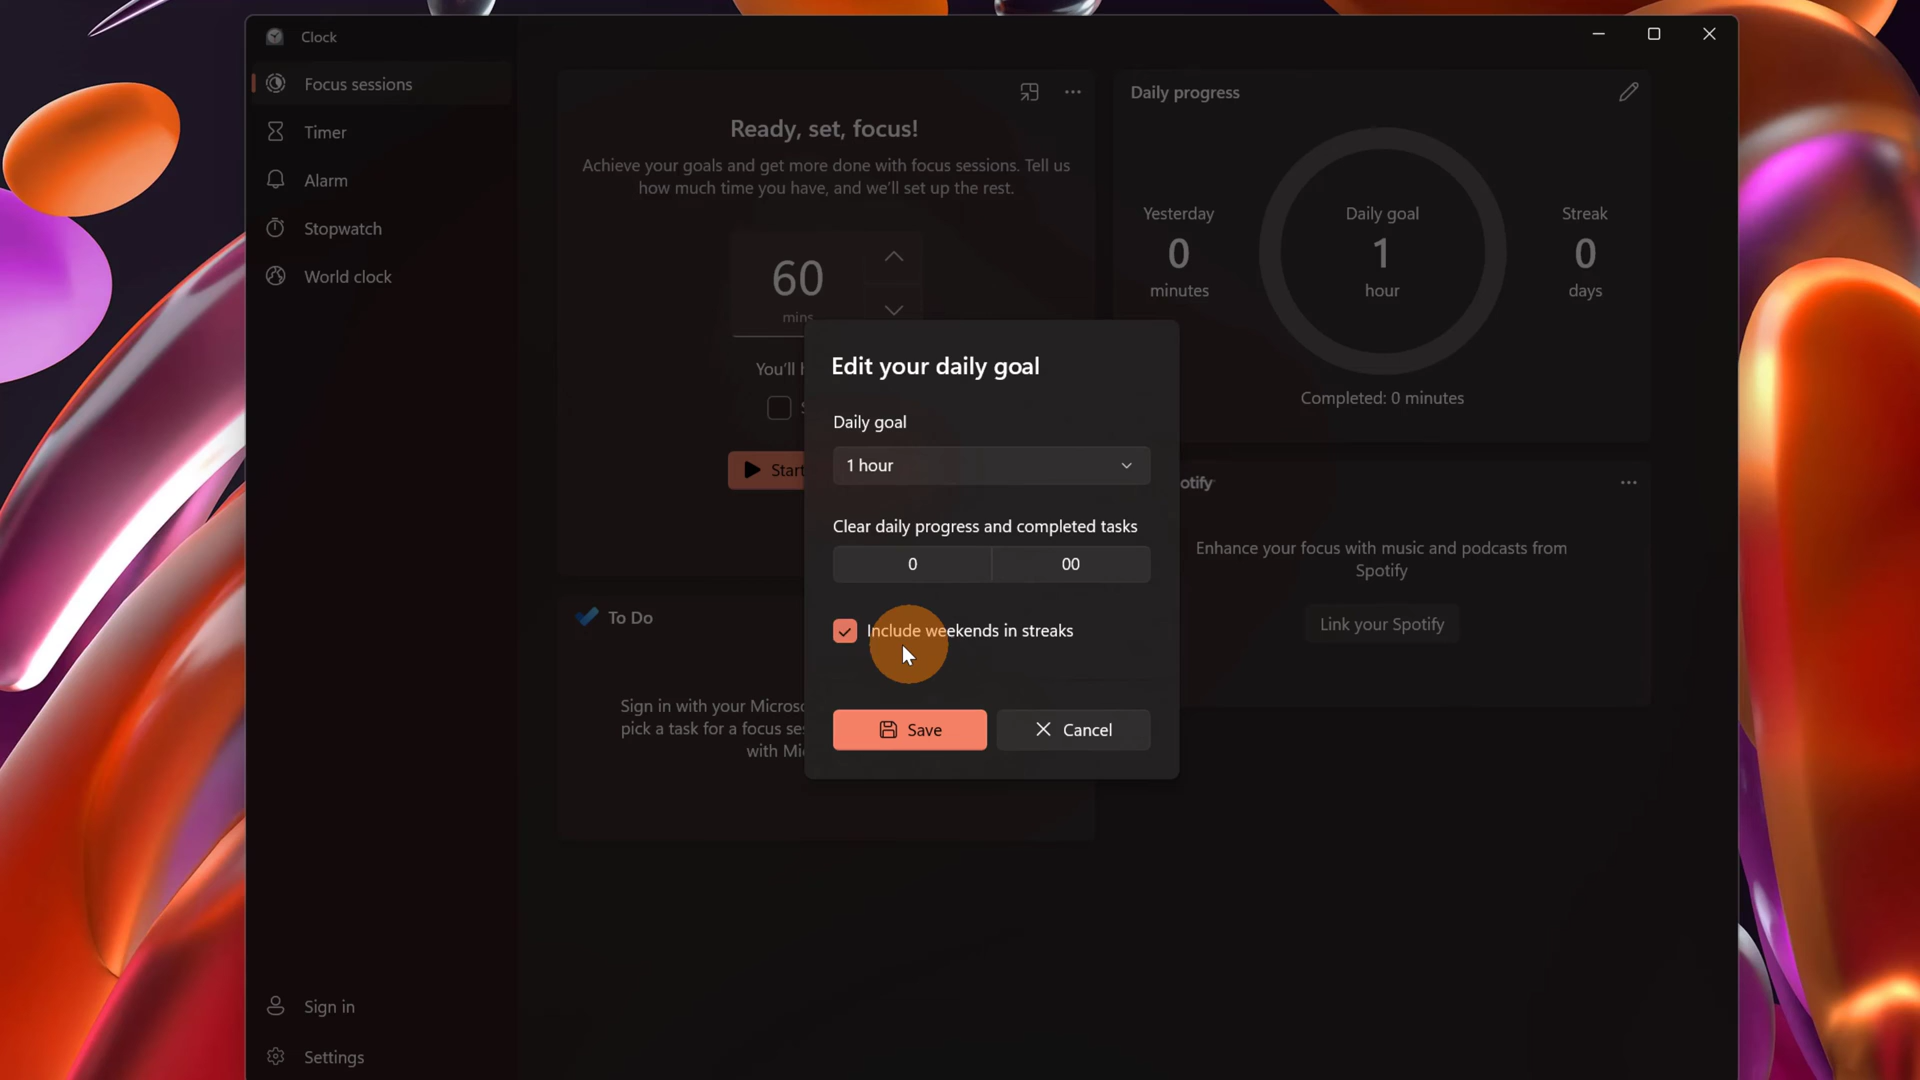 Clock
Focus sessions
Timer
Alarm
Stopwatch
World clock
Sign in
Settings
Ready, set, focus!
Achieve your goals and get more done with focus sessions. Tell us
how much time you have, and we'll set up the rest.
60
mins
You'll
Start
To Do
Sign in with your
pick a task for a focus
with
Daily progress
Yesterday
0
minutes
Daily goal
1
hour
Streak
0
days
Completed: 0 minutes
Enhance your focus with music and podcasts from
Spotify
Link your Spotify
Edit your daily goal
Daily goal
1 hour
Clear daily progress and completed tasks
0 00
Include weekends in streaks
Save
Cancel